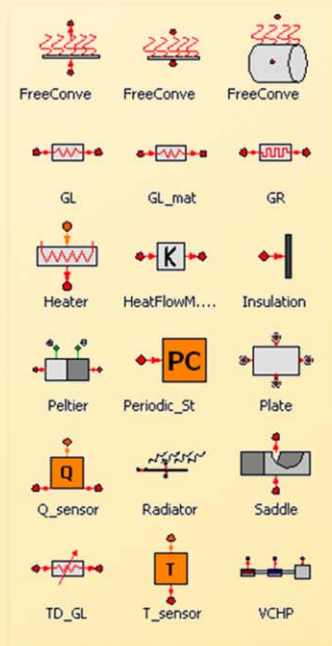 FreeConve FreeConve FreeConve
GL GL_mat GR
K
Heater HeatFlowM.... Insulation
PC
Peltier Periodic_St Plate
Q
Q_sensor Radiator Saddle
T
TD_GL T_sensor VCHP